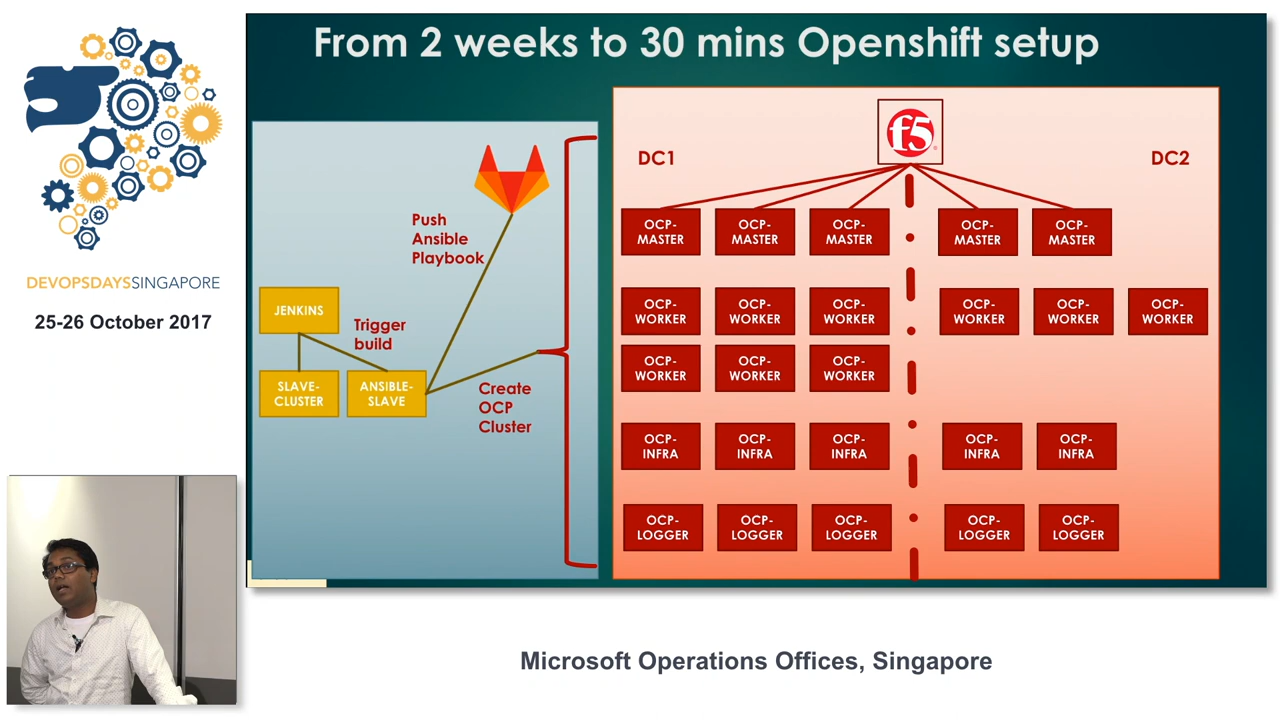 From 2 weeks to 30 mins Openshift setup
DEVOPSDAYSSINGAPORE
25-26 October 2017
Push
Ansible
Playbook
JENKINS
Trigger
build
SLAVE-
CLUSTER
ANSIBLE-
SLAVE
Create
OCP
Cluster
f5
DC1
DC2
OCP-
MASTER
OCP-
MASTER
OCP-
MASTER
OCP-
MASTER
OCP-
MASTER
OCP-
WORKER
OCP-
WORKER
OCP-
WORKER
OCP-
WORKER
OCP-
WORKER
OCP-
WORKER
OCP-
WORKER
OCP-
WORKER
OCP-
WORKER
OCP-
INFRA
OCP-
INFRA
OCP-
INFRA
OCP-
INFRA
OCP-
INFRA
OCP-
LOGGER
OCP-
LOGGER
OCP-
LOGGER
OCP-
LOGGER
OCP-
LOGGER
Microsoft Operations Offices, Singapore